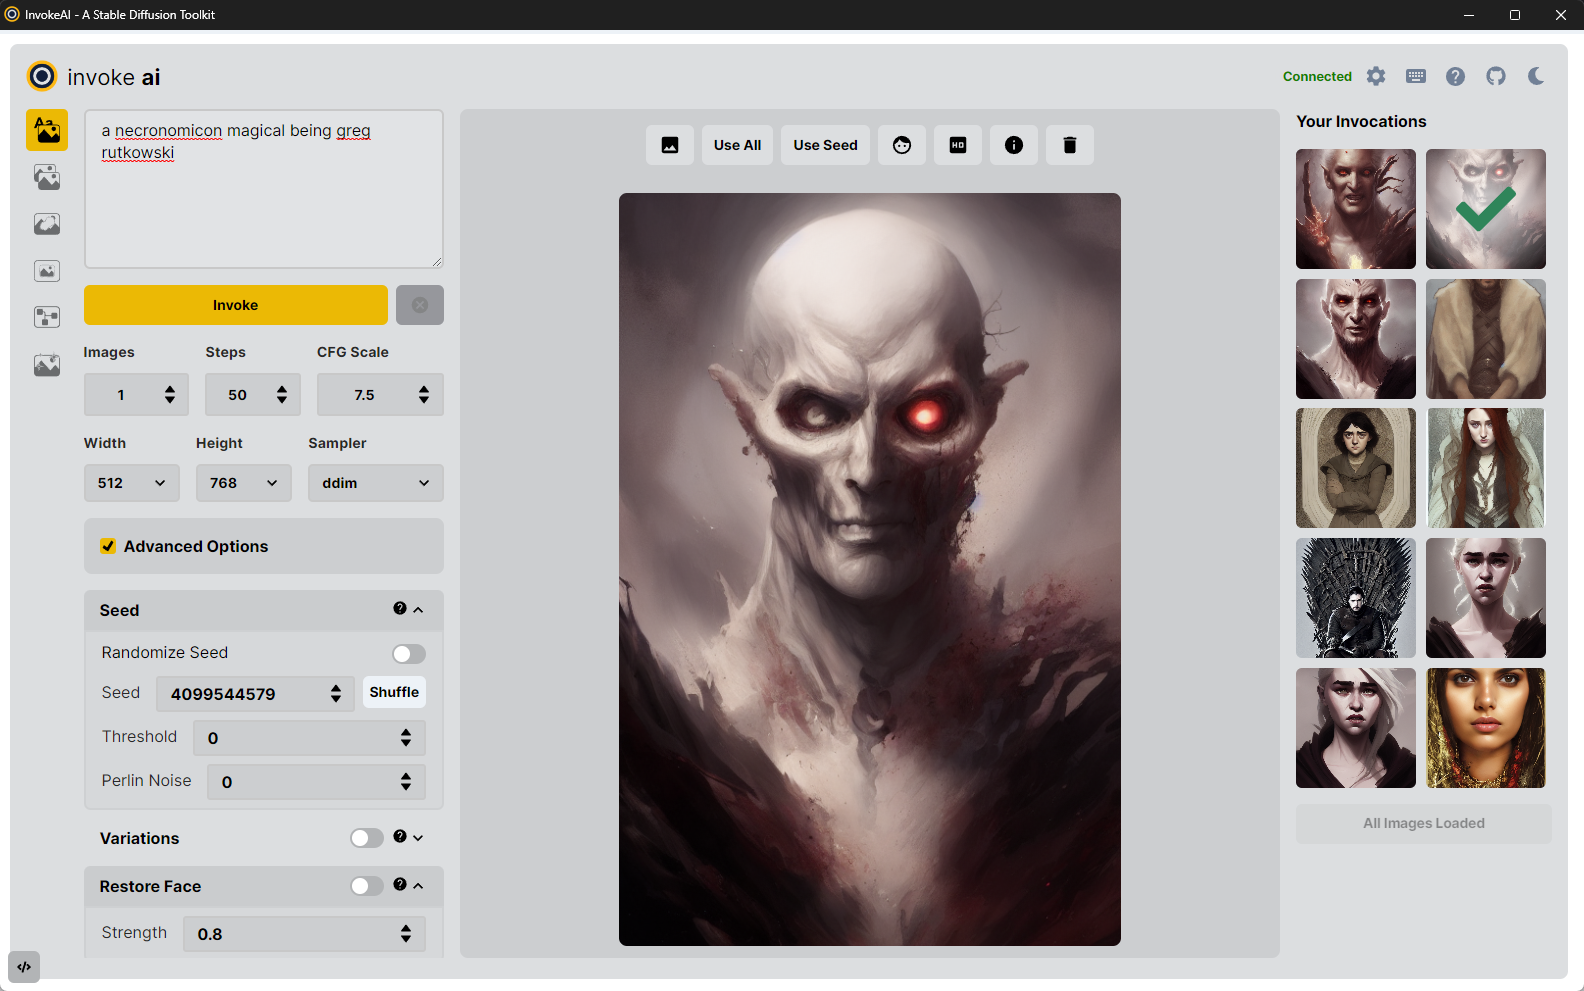 InvokeAI - A Stable Diffusion Toolkit
invoke ai
Connected
a necronomicon magical being greg
rutkowski
Invoke
Images
Steps
CFG Scale
1
50
7.5
Width
Height
Sampler
512
768
ddim
Advanced Options
Seed
Randomize Seed
Seed
4099544579
Shuffle
Threshold
0
Perlin Noise
0
Variations
Restore Face
Strength
0.8
Use All
Use Seed
HD
Your Invocations
All Images Loaded